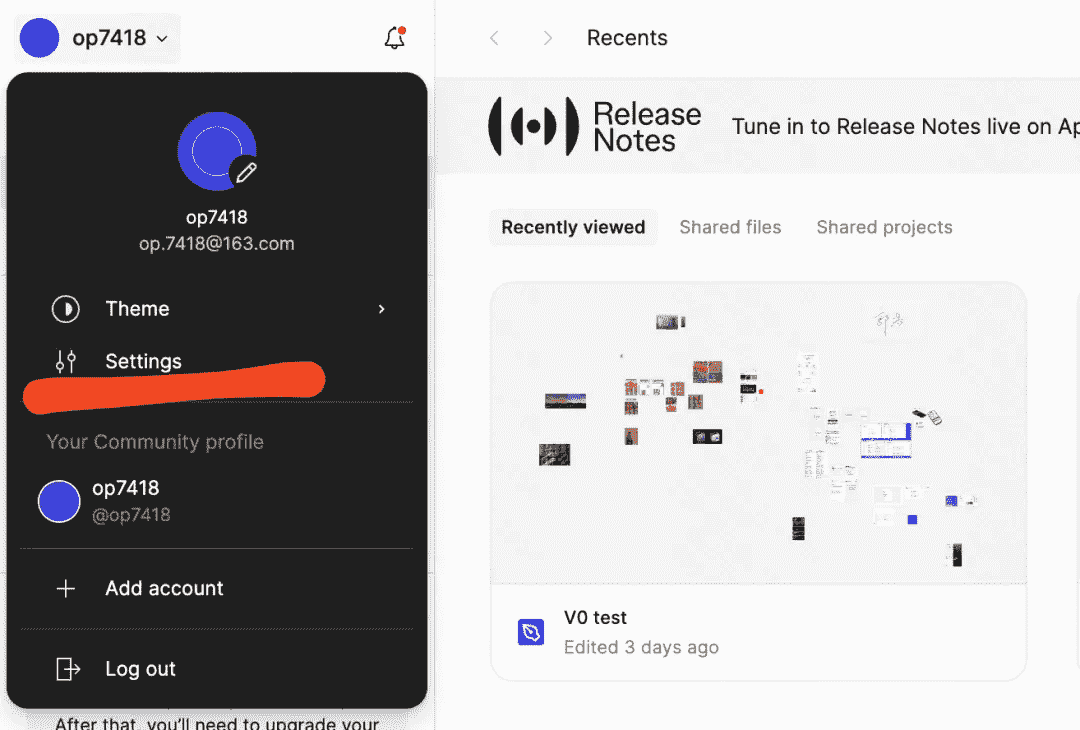 op7418
Recents
Release
Notes
Tune in to Release Notes live on Ap
op7418
op.7418@163.com
Theme
Settings
Your Community profile
op7418
@op7418
Add account
Log out
After that, you'll need to upgrade your
Recently viewed
Shared files
Shared projects
V0 test
Edited 3 days ago